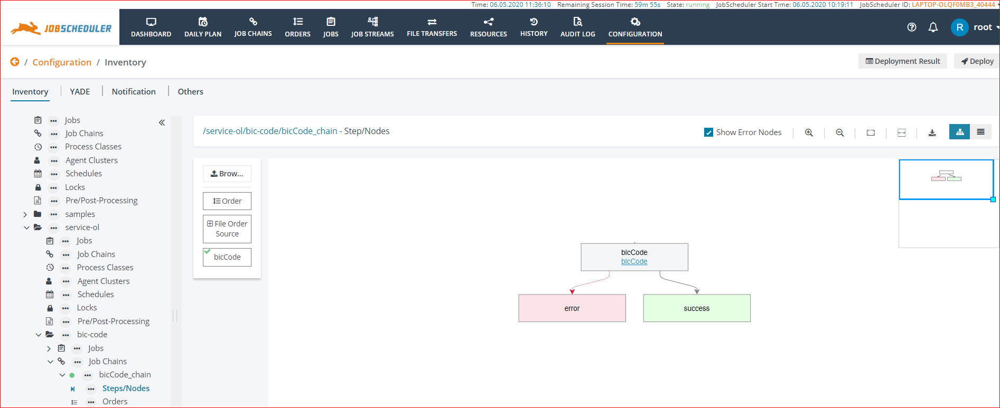 Time: 06.05.2020 11:36:10 Remaining Session Time: 59m 55s State: running JobScheduler Start Time: 06.05.2020 10:19:11 JobScheduler ID: LAPTOP-OLQF0MB3_40444
JOBSCHEDULER
DASHBOARD DAILY PLAN JOB CHAINS ORDERS JOBS JOB STREAMS FILE TRANSFERS RESOURCES HISTORY AUDIT LOG CONFIGURATION
R root
/ Configuration / Inventory
Deployment Result Deploy
Inventory YADE Notification Others
Jobs
Job Chains
Process Classes
Agent Clusters
Schedules
Locks
Pre/Post-Processing
samples
service-ol
Jobs
Job Chains
Process Classes
Agent Clusters
Schedules
Locks
Pre/Post-Processing
bic-code
Jobs
Job Chains
bicCode_chain
Steps/Nodes
Orders
/service-ol/bic-code/bicCode_chain - Step/Nodes
Show Error Nodes
Brow...
Order
File Order
Source
bicCode
bicCode
bicCode
error
success